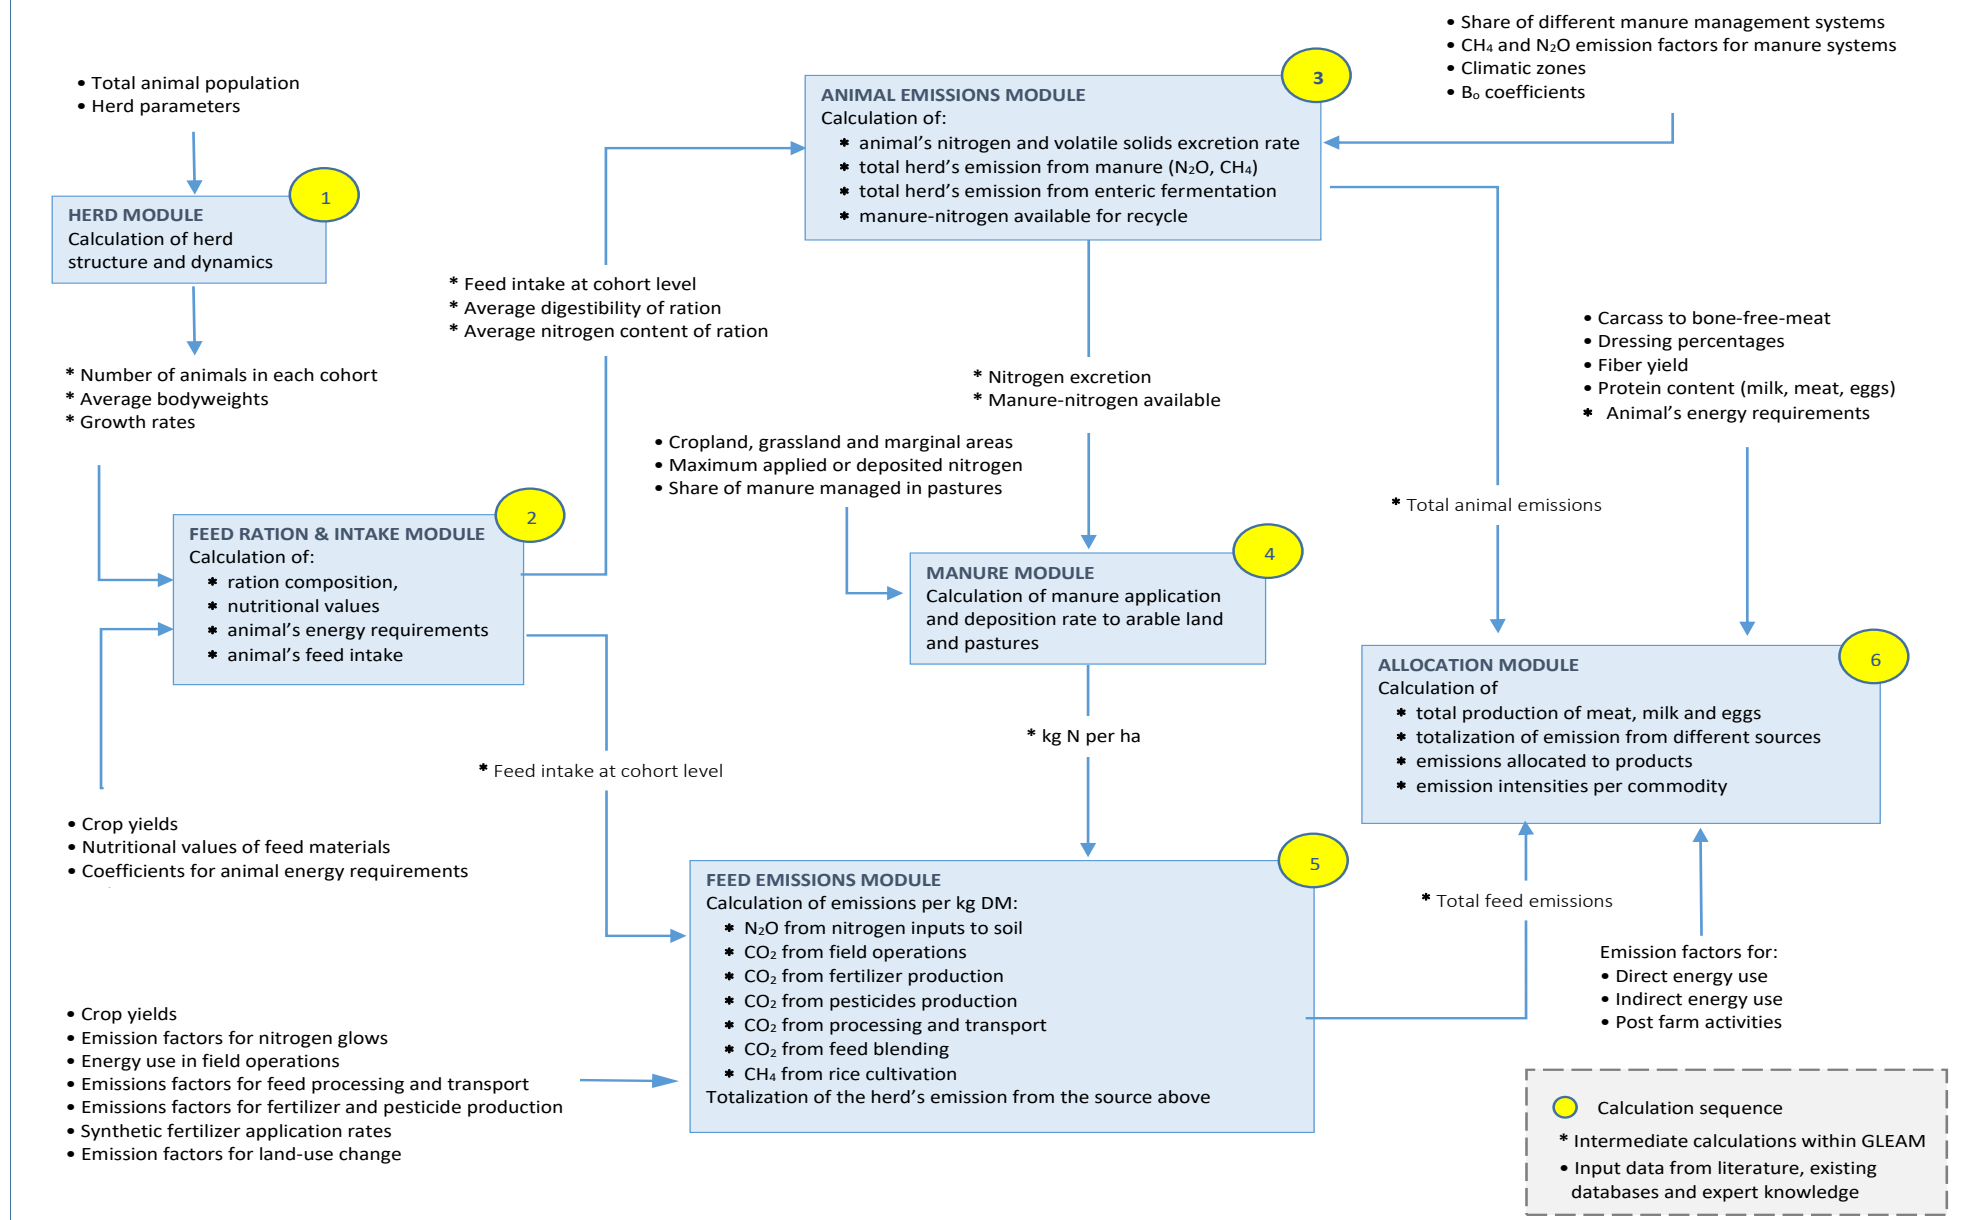 • Total animal population
• Herd parameters
1
HERD MODULE
Calculation of herd
structure and dynamics
* Number of animals in each cohort
* Average bodyweights
* Growth rates
2
FEED RATION & INTAKE MODULE
Calculation of:
* ration composition,
* nutritional values
* animal's energy requirements
* animal's feed intake
• Crop yields
• Nutritional values of feed materials
• Coefficients for animal energy requirements
* Feed intake at cohort level
* Average digestibility of ration
* Average nitrogen content of ration
* Feed intake at cohort level
3
ANIMAL EMISSIONS MODULE
Calculation of:
* animal's nitrogen and volatile solids excretion rate
* total herd's emission from manure (N₂O, CH₄)
* total herd's emission from enteric fermentation
* manure-nitrogen available for recycle
• Share of different manure management systems
• CH₄ and N₂O emission factors for manure systems
• Climatic zones
• Bₒ coefficients
* Nitrogen excretion
* Manure-nitrogen available
• Cropland, grassland and marginal areas
• Maximum applied or deposited nitrogen
• Share of manure managed in pastures
4
MANURE MODULE
Calculation of manure application
and deposition rate to arable land
and pastures
* kg N per ha
5
FEED EMISSIONS MODULE
Calculation of emissions per kg DM:
* N₂O from nitrogen inputs to soil
* CO₂ from field operations
* CO₂ from fertilizer production
* CO₂ from pesticides production
* CO₂ from processing and transport
* CO₂ from feed blending
* CH₄ from rice cultivation
Totalization of the herd's emission from the source above
• Crop yields
• Emission factors for nitrogen glows
• Energy use in field operations
• Emissions factors for feed processing and transport
• Emissions factors for fertilizer and pesticide production
• Synthetic fertilizer application rates
• Emission factors for land-use change
* Total animal emissions
• Carcass to bone-free-meat
• Dressing percentages
• Fiber yield
• Protein content (milk, meat, eggs)
* Animal's energy requirements
6
ALLOCATION MODULE
Calculation of
* total production of meat, milk and eggs
* totalization of emission from different sources
* emissions allocated to products
* emission intensities per commodity
* Total feed emissions
Emission factors for:
• Direct energy use
• Indirect energy use
• Post farm activities
Calculation sequence
* Intermediate calculations within GLEAM
• Input data from literature, existing
databases and expert knowledge